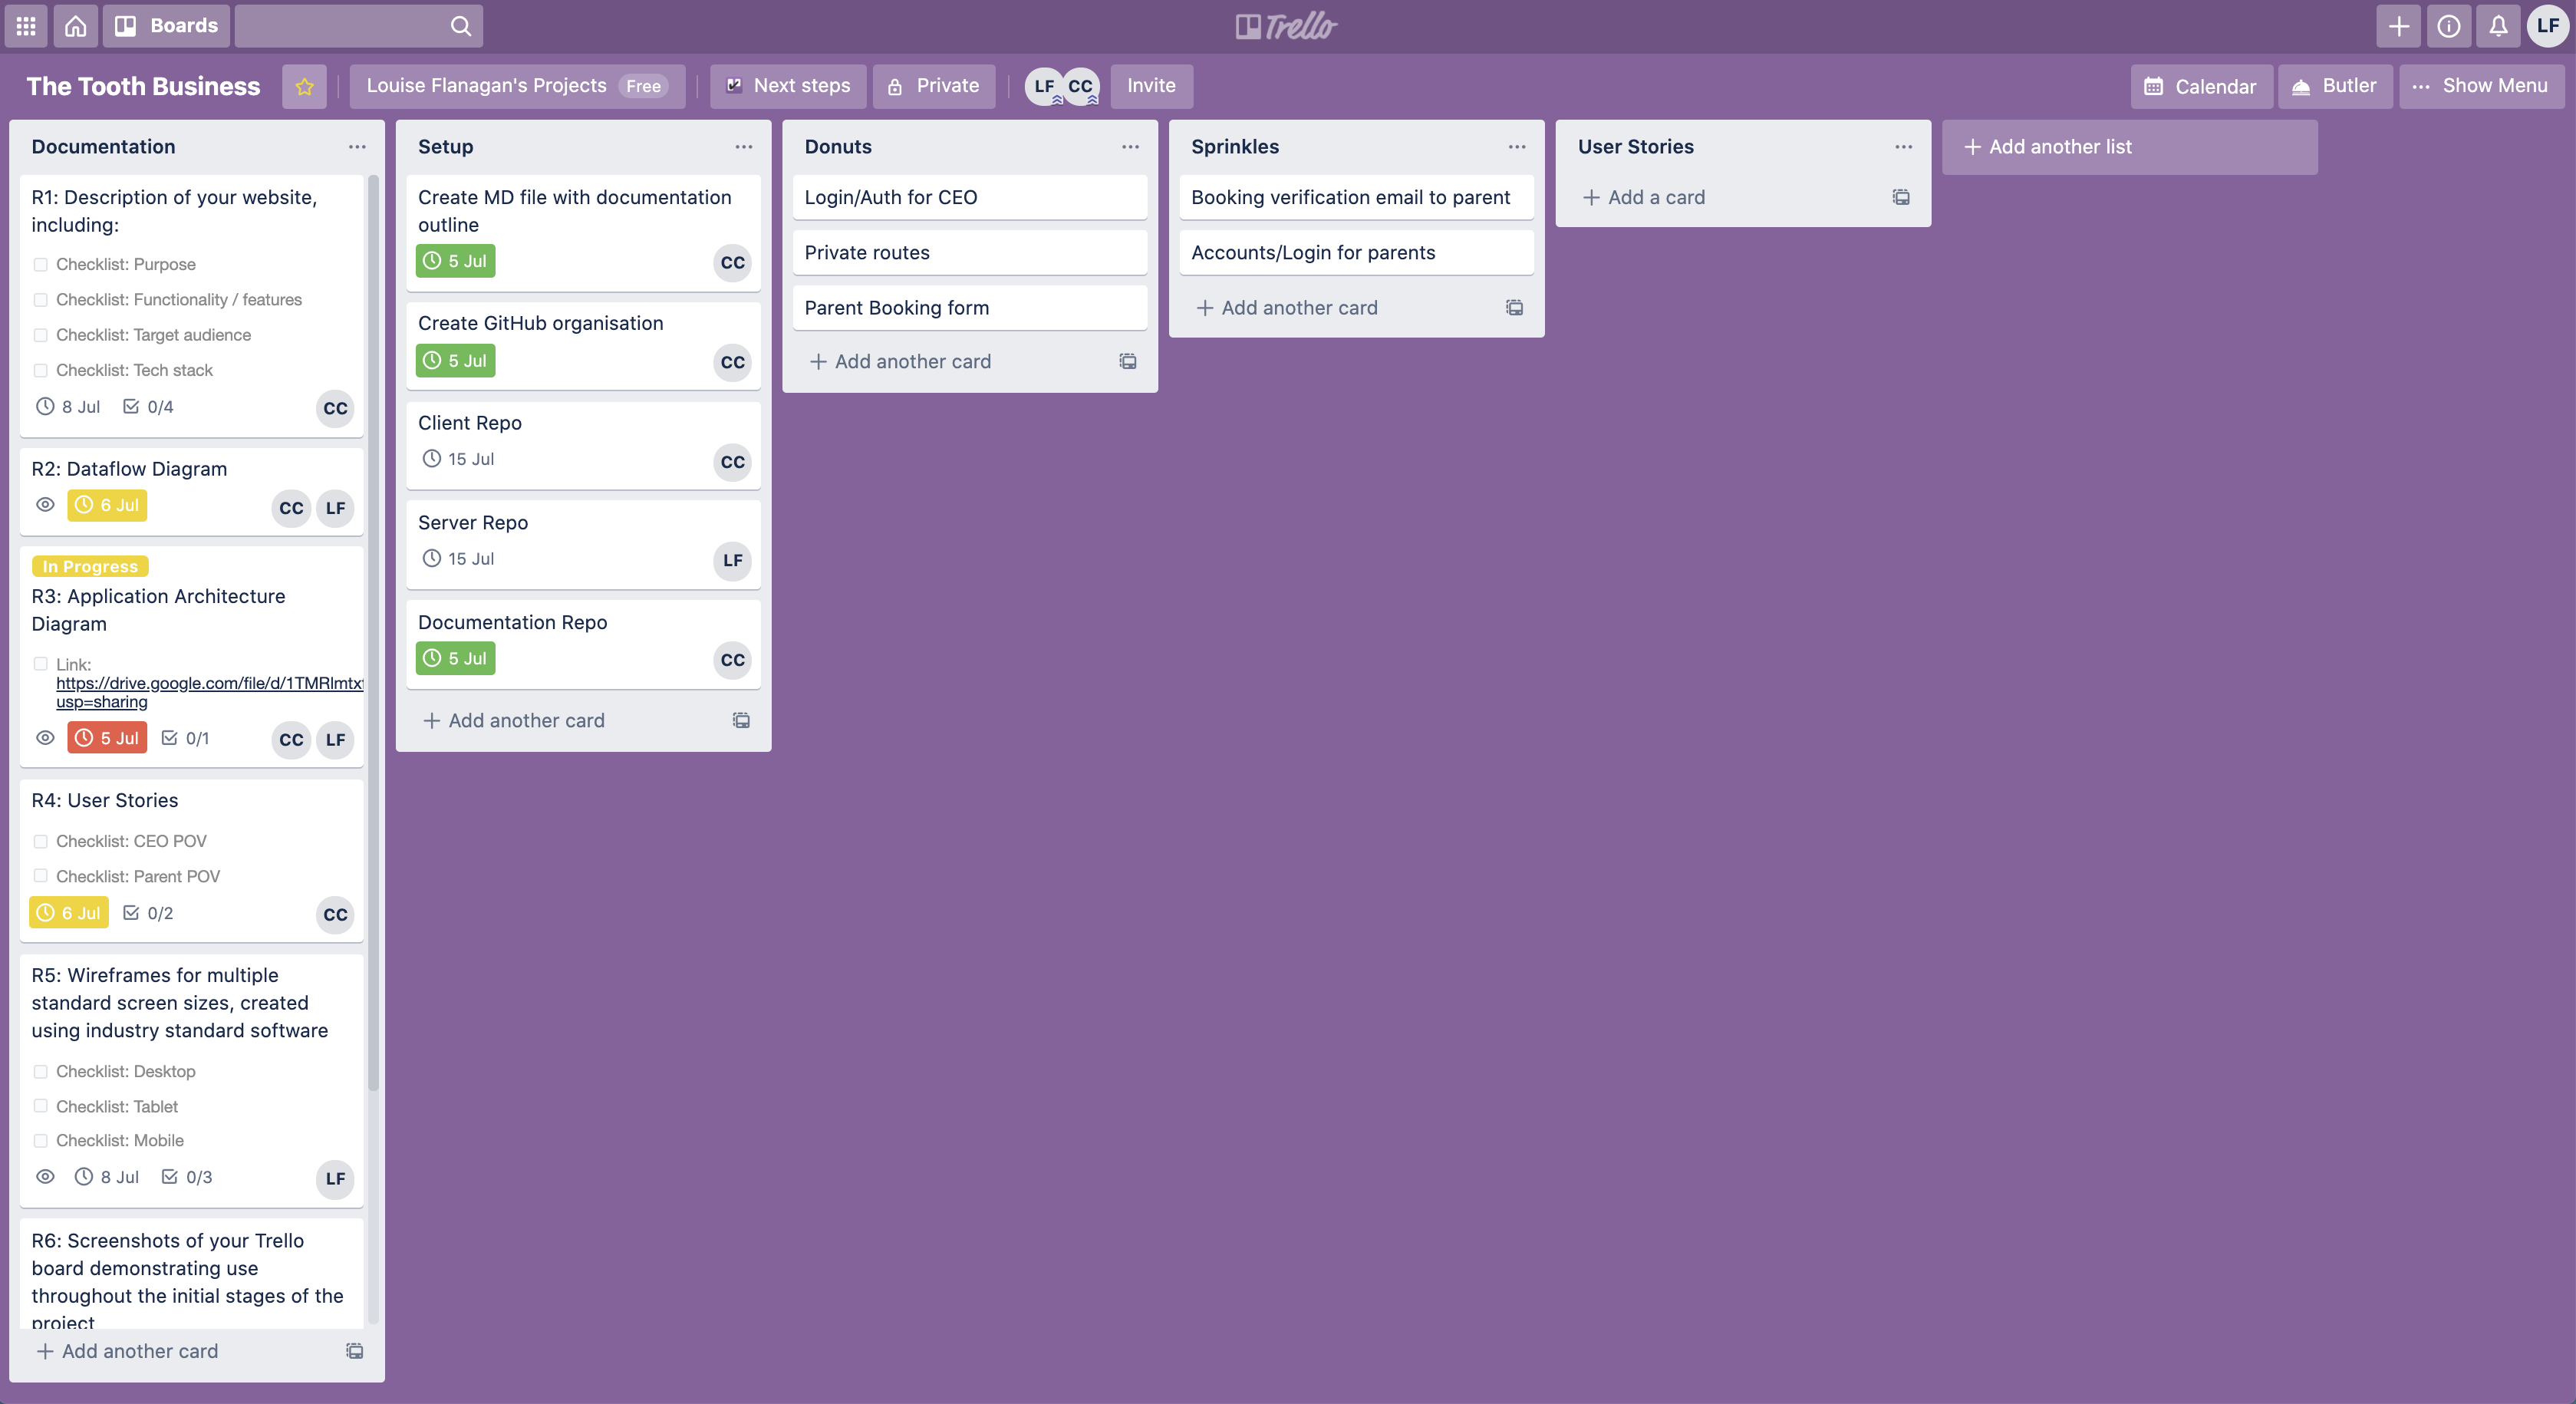 Boards
Trello
LF
The Tooth Business
Louise Flanagan's Projects Free
Next steps
Private
LF CC
Invite
Calendar
Butler
... Show Menu
Documentation ...
R1: Description of your website,
including:
Checklist: Purpose
Checklist: Functionality / features
Checklist: Target audience
Checklist: Tech stack
8 Jul 0/4 CC
R2: Dataflow Diagram
6 Jul CC LF
In Progress
R3: Application Architecture
Diagram
Link:
https://drive.google.com/file/d/1TMRlmtx
usp=sharing
5 Jul 0/1 CC LF
R4: User Stories
Checklist: CEO POV
Checklist: Parent POV
6 Jul 0/2 CC
R5: Wireframes for multiple
standard screen sizes, created
using industry standard software
Checklist: Desktop
Checklist: Tablet
Checklist: Mobile
8 Jul 0/3 LF
R6: Screenshots of your Trello
board demonstrating use
throughout the initial stages of the
project
+ Add another card
Setup ...
Create MD file with documentation
outline
5 Jul CC
Create GitHub organisation
5 Jul CC
Client Repo
15 Jul CC
Server Repo
15 Jul LF
Documentation Repo
5 Jul CC
+ Add another card
Donuts ...
Login/Auth for CEO
Private routes
Parent Booking form
+ Add another card
Sprinkles ...
Booking verification email to parent
Accounts/Login for parents
+ Add another card
User Stories ...
+ Add a card
+ Add another list